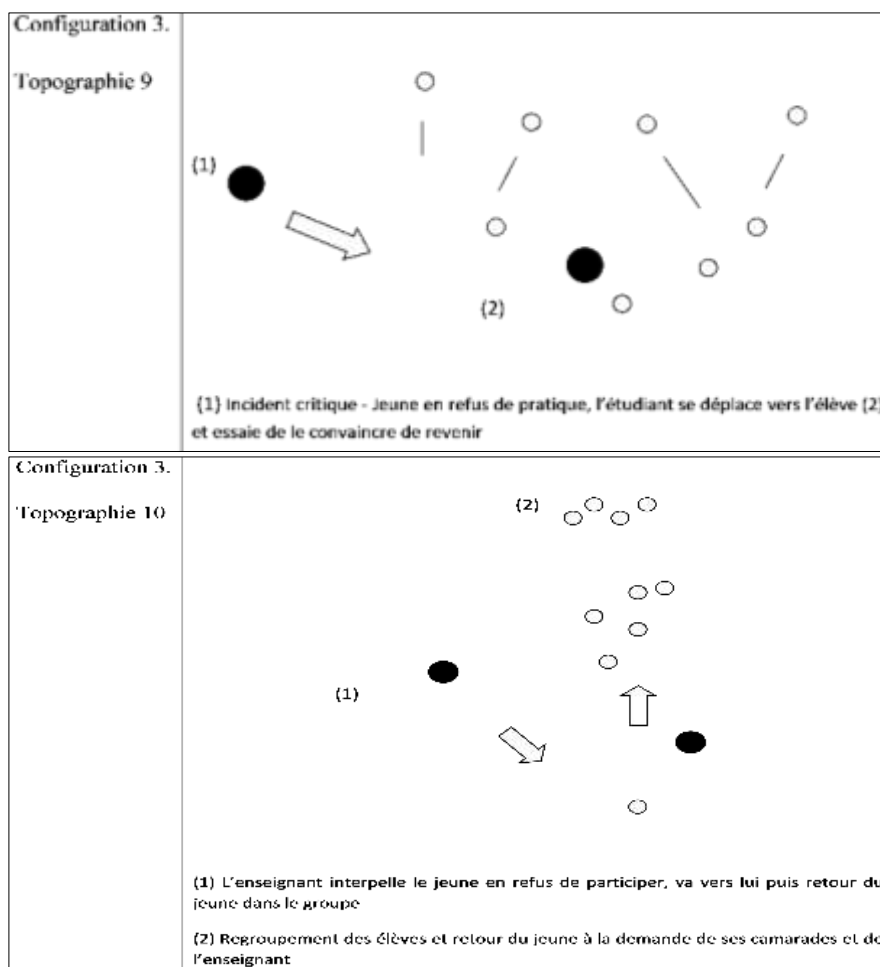 Configuration 3.
Topographie 9
(1)
(2)
(1) Incident critique - Jeune en refus de pratique, l'étudiant se déplace vers l'élève (2)
et essaie de le convaincre de revenir
Configuration 3.
Topographie 10
(2)
(1)
(1) L'enseignant interpelle le jeune en refus de participer, va vers lui puis retour du
jeune dans le groupe
(2) Regroupement des élèves et retour du jeune à la demande de ses camarades et de
l'enseignant